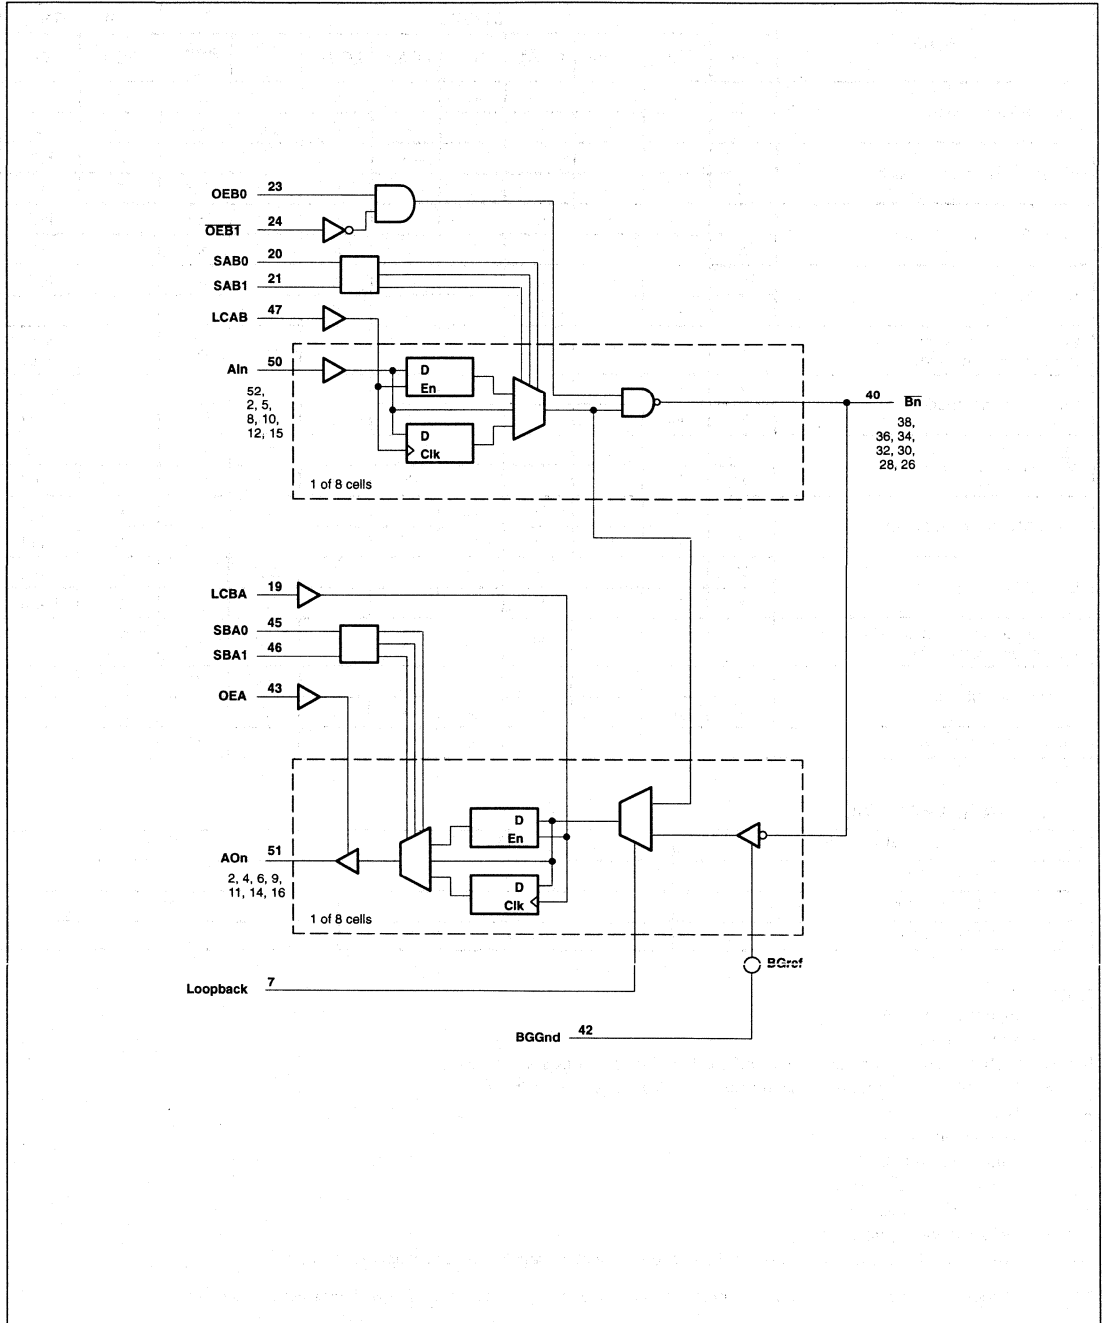 OEB0 23
OEB1 24
SAB0 20
SAB1 21
LCAB 47
AIn 50
52,
2, 5,
8, 10,
12, 15
D
En
D
Clk
1 of 8 cells
40 Bn
38,
36, 34,
32, 30,
28, 26
LCBA 19
SBA0 45
SBA1 46
OEA 43
D
En
D
Clk
AOn 51
2, 4, 6, 9,
11, 14, 16
1 of 8 cells
BGref
Loopback 7
BGGnd 42